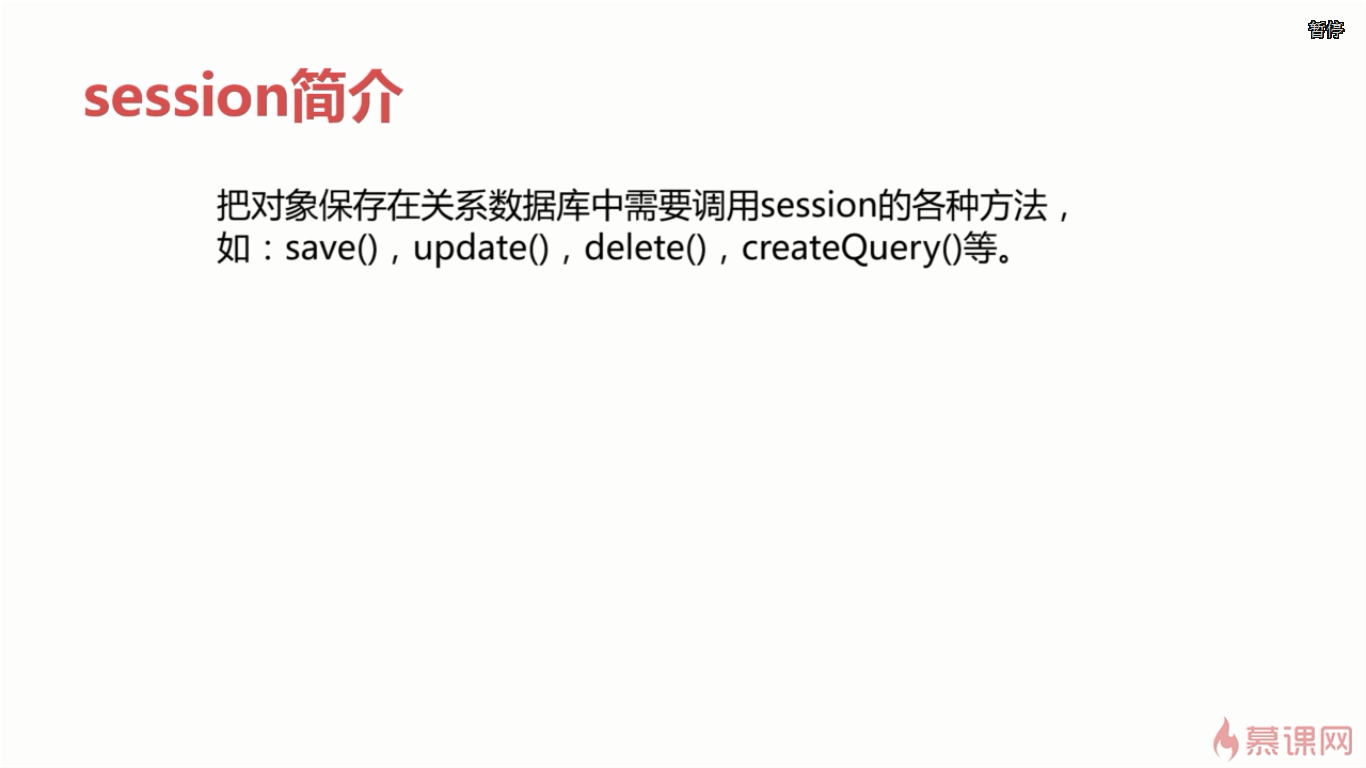 暂停
session简介
把对象保存在关系数据库中需要调用session的各种方法，
如：save()，update()，delete()，createQuery()等。
慕课网